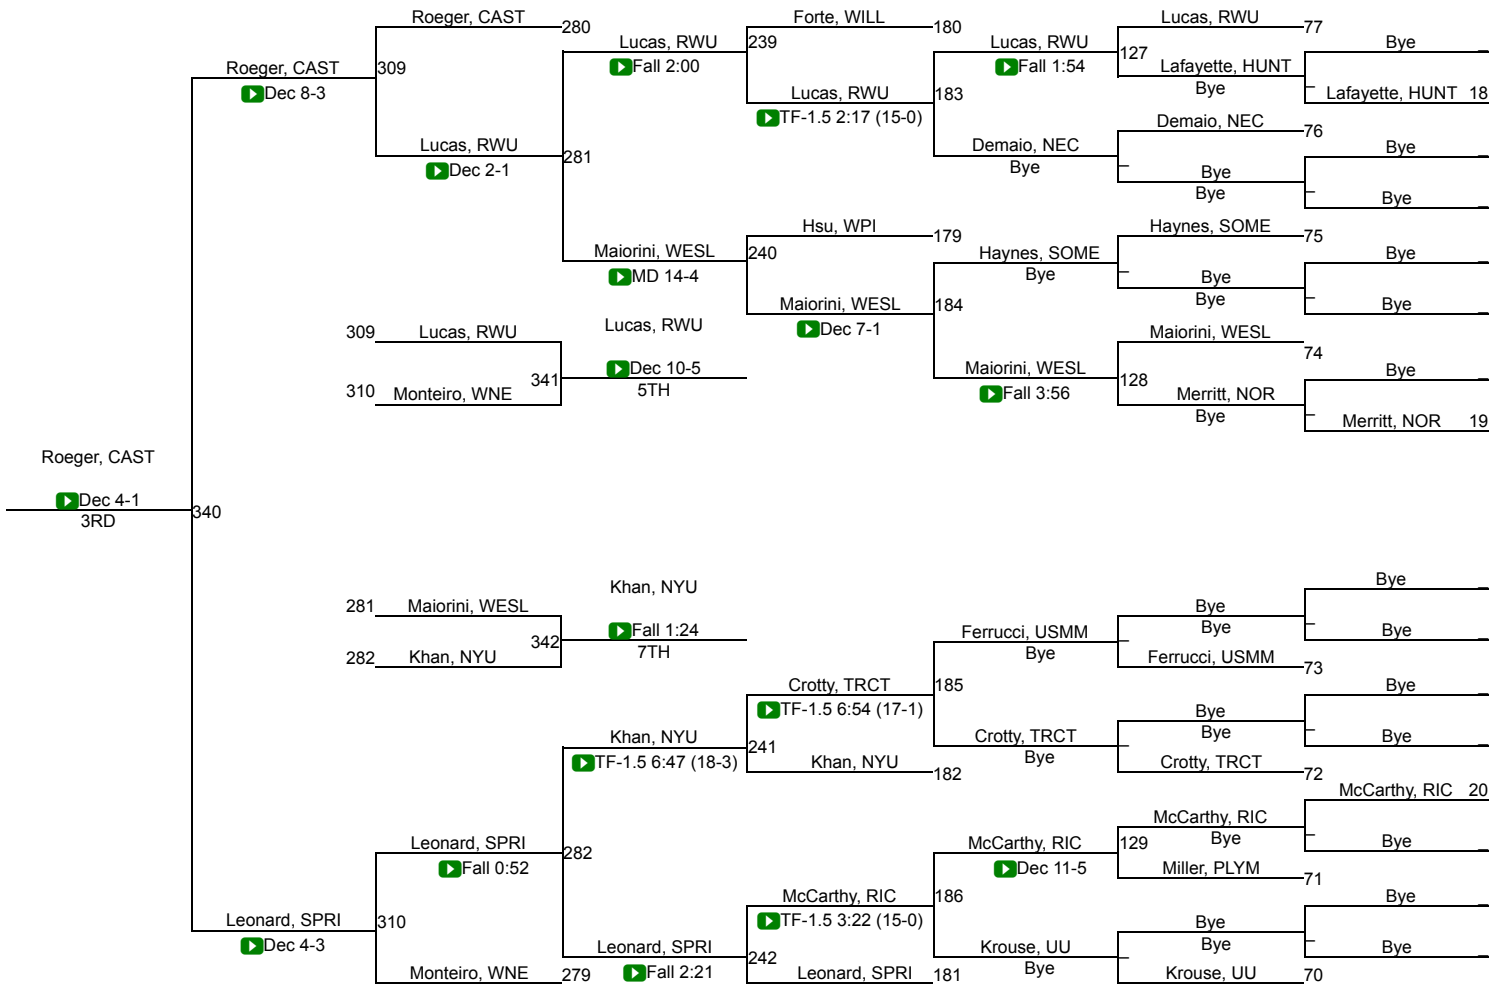 Roeger, CAST
280
Forte, WILL
180
Lucas, RWU
77
Lucas, RWU
239
Lucas, RWU
127
Bye
Fall 2:00
Fall 1:54
Lafayette, HUNT
Roeger, CAST
309
Bye
Dec 8-3
Lucas, RWU
183
Lafayette, HUNT 18
TF-1.5 2:17 (15-0)
Demaio, NEC
76
Lucas, RWU
281
Demaio, NEC
Bye
Dec 2-1
Bye
Bye
Bye
Bye
Hsu, WPI
179
Haynes, SOME
75
Maiorini, WESL
240
Haynes, SOME
Bye
MD 14-4
Bye
Bye
Bye
Maiorini, WESL
184
Bye
309
Lucas, RWU
Lucas, RWU
Dec 7-1
Maiorini, WESL
74
Dec 10-5
Maiorini, WESL
128
Bye
341
5TH
Fall 3:56
310
Monteiro, WNE
Merritt, NOR
Bye
Merritt, NOR 19
Roeger, CAST
Dec 4-1
3RD
340
Khan, NYU
Bye
281
Maiorini, WESL
Bye
Fall 1:24
Ferrucci, USMM
Bye
Bye
342
7TH
Bye
282
Khan, NYU
Ferrucci, USMM
73
Crotty, TRCT
185
Bye
TF-1.5 6:54 (17-1)
Bye
Khan, NYU
241
Crotty, TRCT
Bye
Bye
TF-1.5 6:47 (18-3)
Khan, NYU
182
Bye
Crotty, TRCT
72
McCarthy, RIC 20
McCarthy, RIC
Leonard, SPRI
282
McCarthy, RIC
129
Bye
Bye
Fall 0:52
Dec 11-5
Miller, PLYM
71
McCarthy, RIC
186
Bye
Leonard, SPRI
310
TF-1.5 3:22 (15-0)
Bye
Dec 4-3
Leonard, SPRI
242
Krouse, UU
Bye
Bye
Monteiro, WNE
279
Fall 2:21
Leonard, SPRI
181
Bye
Krouse, UU
70